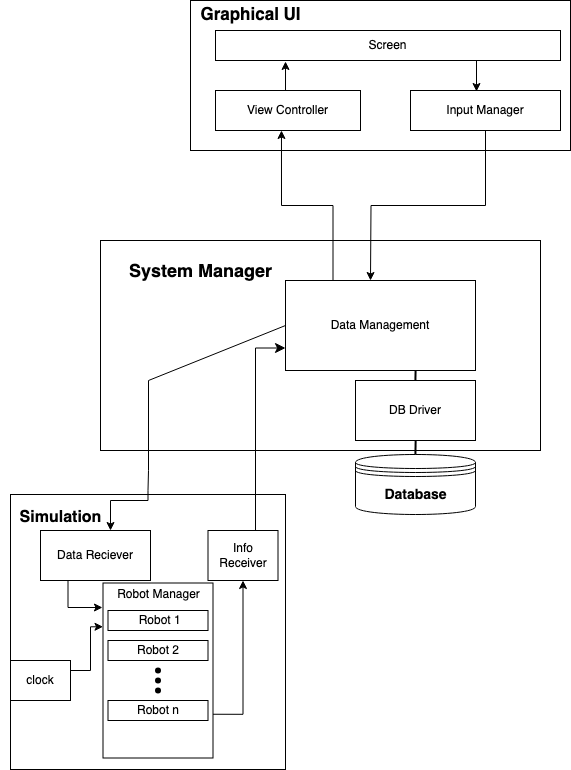 Graphical UI
Screen
View Controller
Input Manager
System Manager
Data Management
DB Driver
Database
Simulation
Data Reciever
Info
Receiver
Robot Manager
Robot 1
Robot 2
clock
Robot n